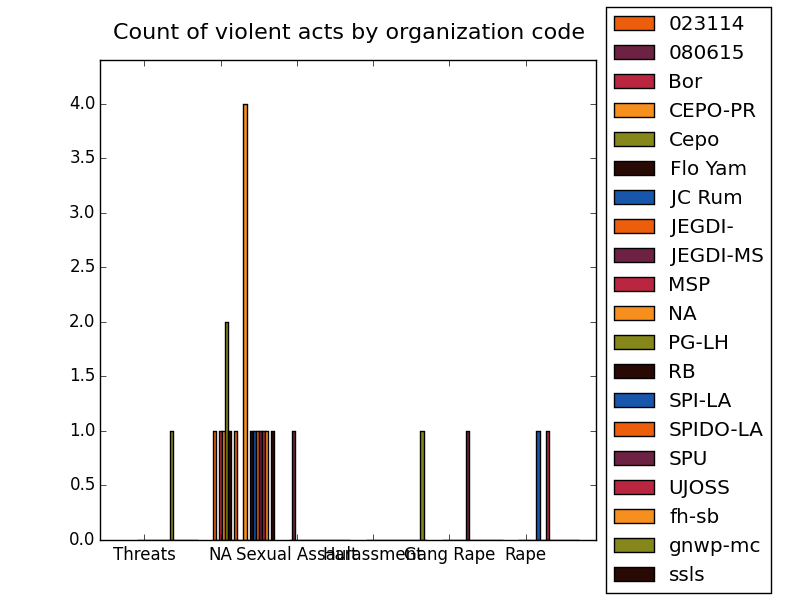 Count of violent acts by organization code
4.0
3.5
3.0
2.5
2.0
1.5
1.0
0.5
0.0
Threats NA Sexual Assault Harassment Gang Rape Rape
023114
080615
Bor
CEPO-PR
Cepo
Flo Yam
JC Rum
JEGDI-
JEGDI-MS
MSP
NA
PG-LH
RB
SPI-LA
SPIDO-LA
SPU
UJOSS
fh-sb
gnwp-mc
ssls